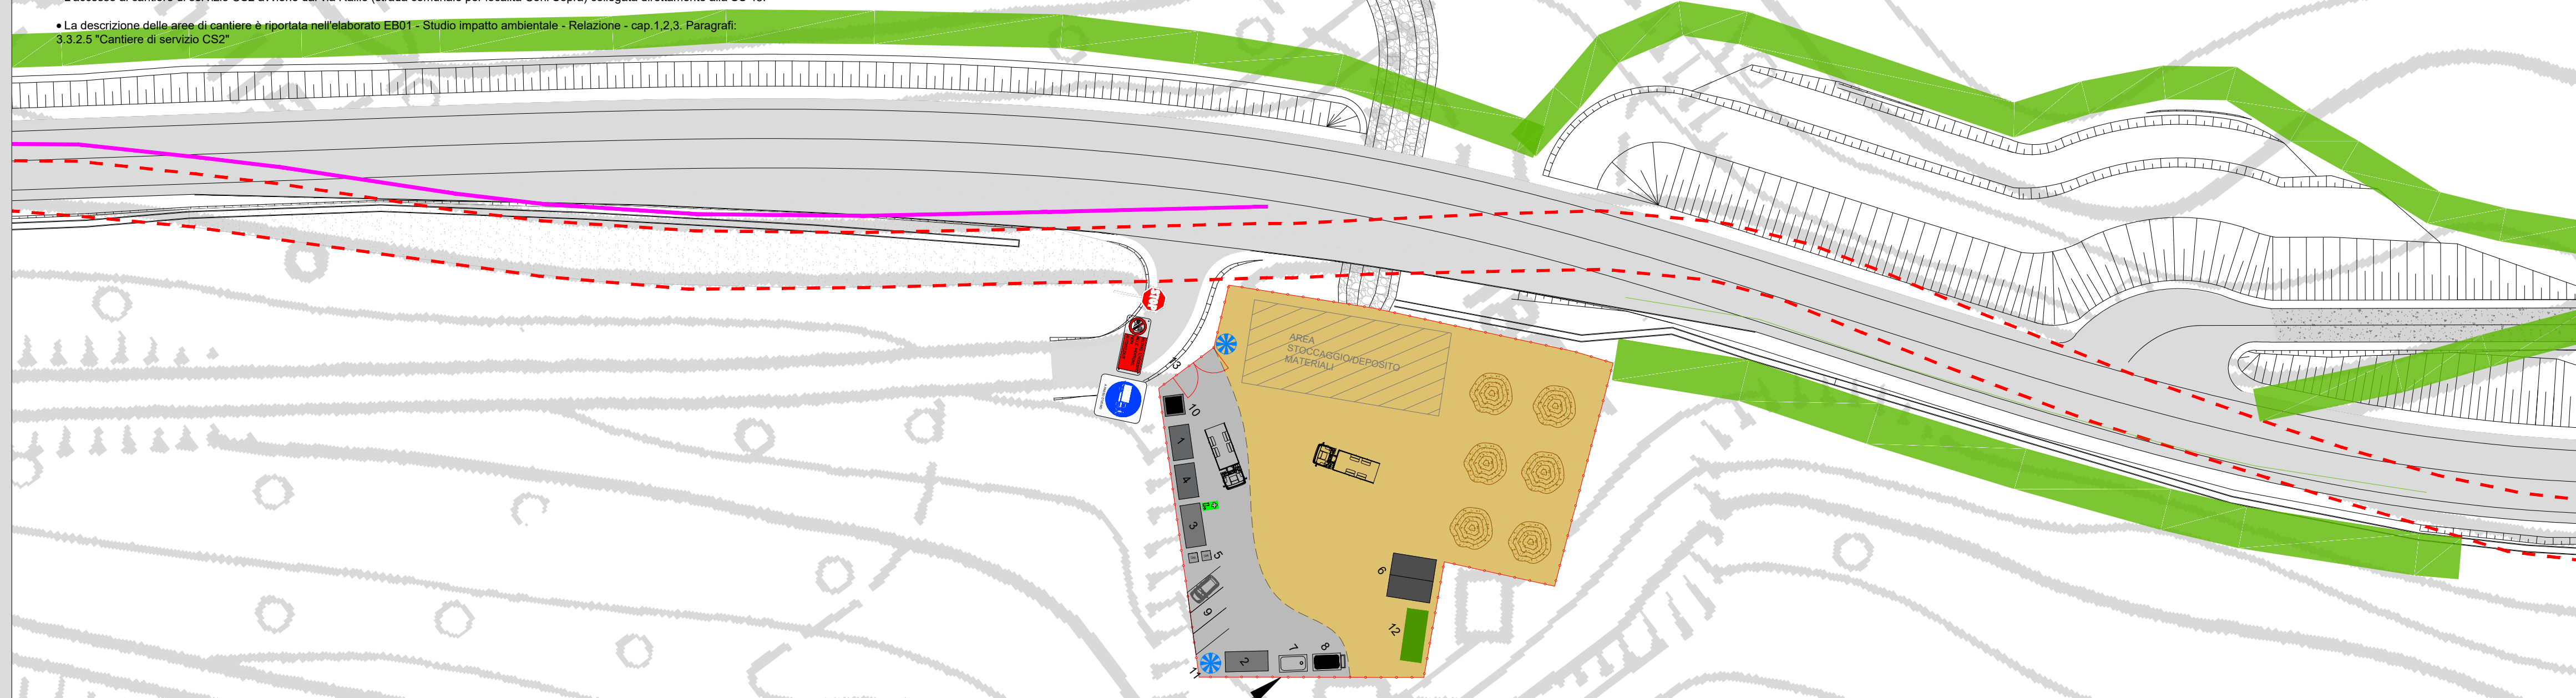 • La descrizione delle aree di cantiere è riportata nell'elaborato EB01 - Studio impatto ambientale - Relazione - cap.1,2,3. Paragrafi:
3.3.2.5 "Cantiere di servizio CS2"
STOP
AREA
STOCCAGGIO/DEPOSITO
MATERIALI
13
10
1
4
3
5
6
9
12
7
8
2
11